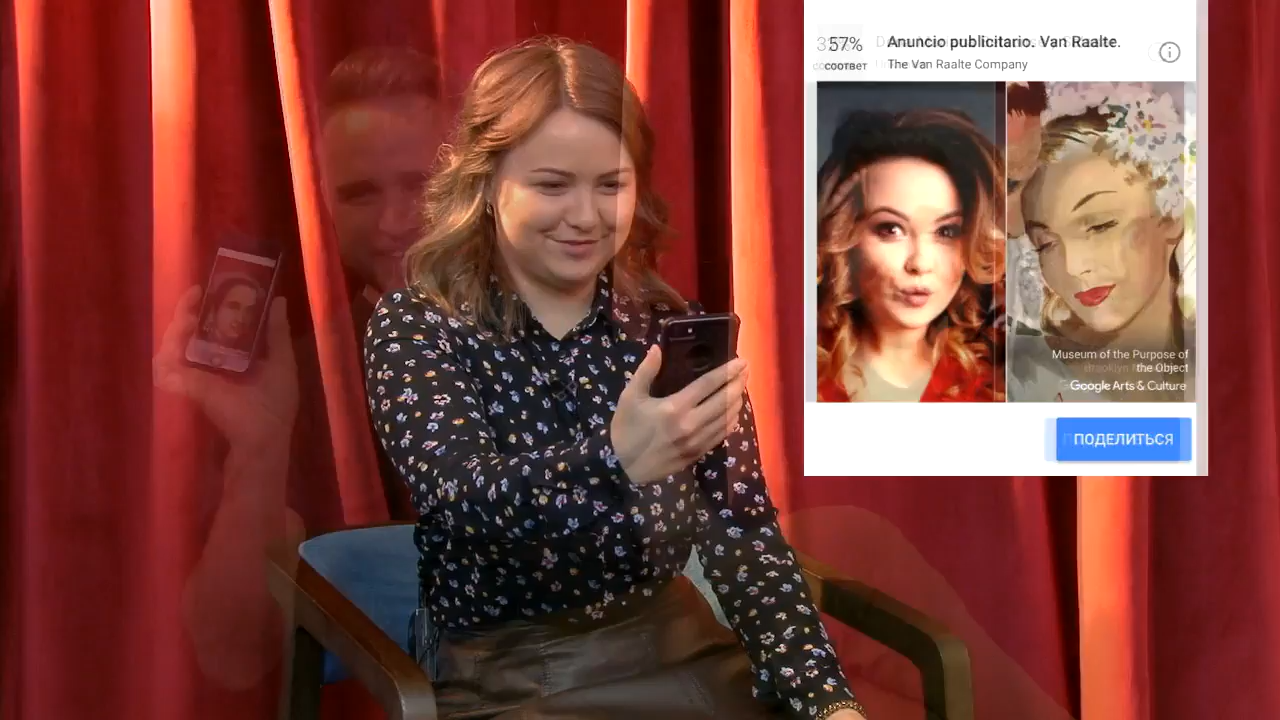 57% Anuncio publicitario. Van Raalte.
соответ The Van Raalte Company
Museum of the Purpose of
the Object
Google Arts & Culture
ПОДЕЛИТЬСЯ